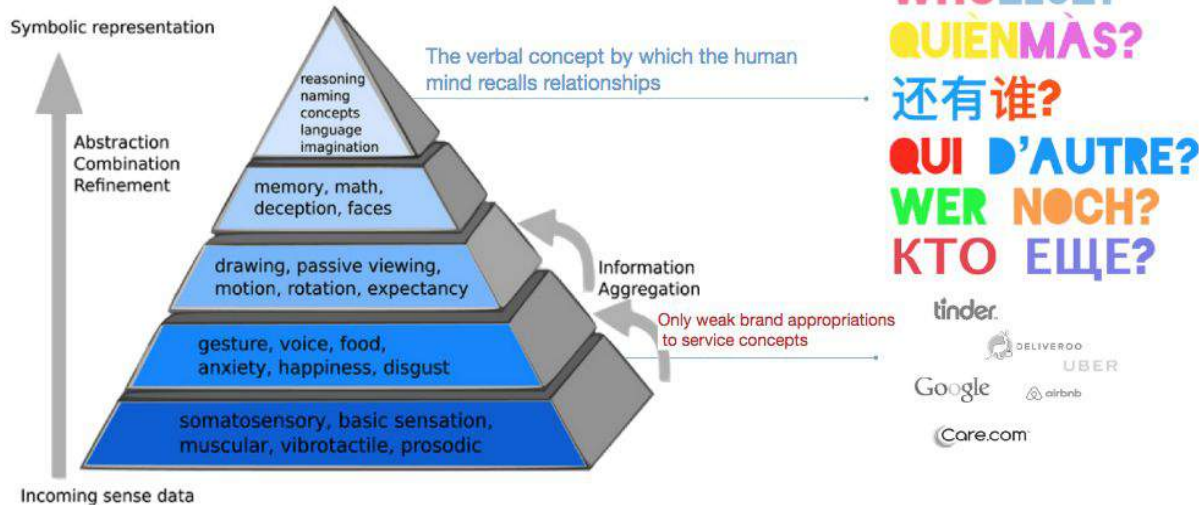 Symbolic representation
Abstraction
Combination
Refinement
Incoming sense data
reasoning
naming
concepts
language
imagination
memory, math,
deception, faces
drawing, passive viewing,
motion, rotation, expectancy
gesture, voice, food,
anxiety, happiness, disgust
somatosensory, basic sensation,
muscular, vibrotactile, prosodic
Information
Aggregation
The verbal concept by which the human
mind recalls relationships
Only weak brand appropriations
to service concepts
QUIÈNMÀS?
还有谁?
QUI D'AUTRE?
WER NOCH?
КТО ЕЩЕ?
tinder
DELIVEROO
UBER
Google
airbnb
Care.com